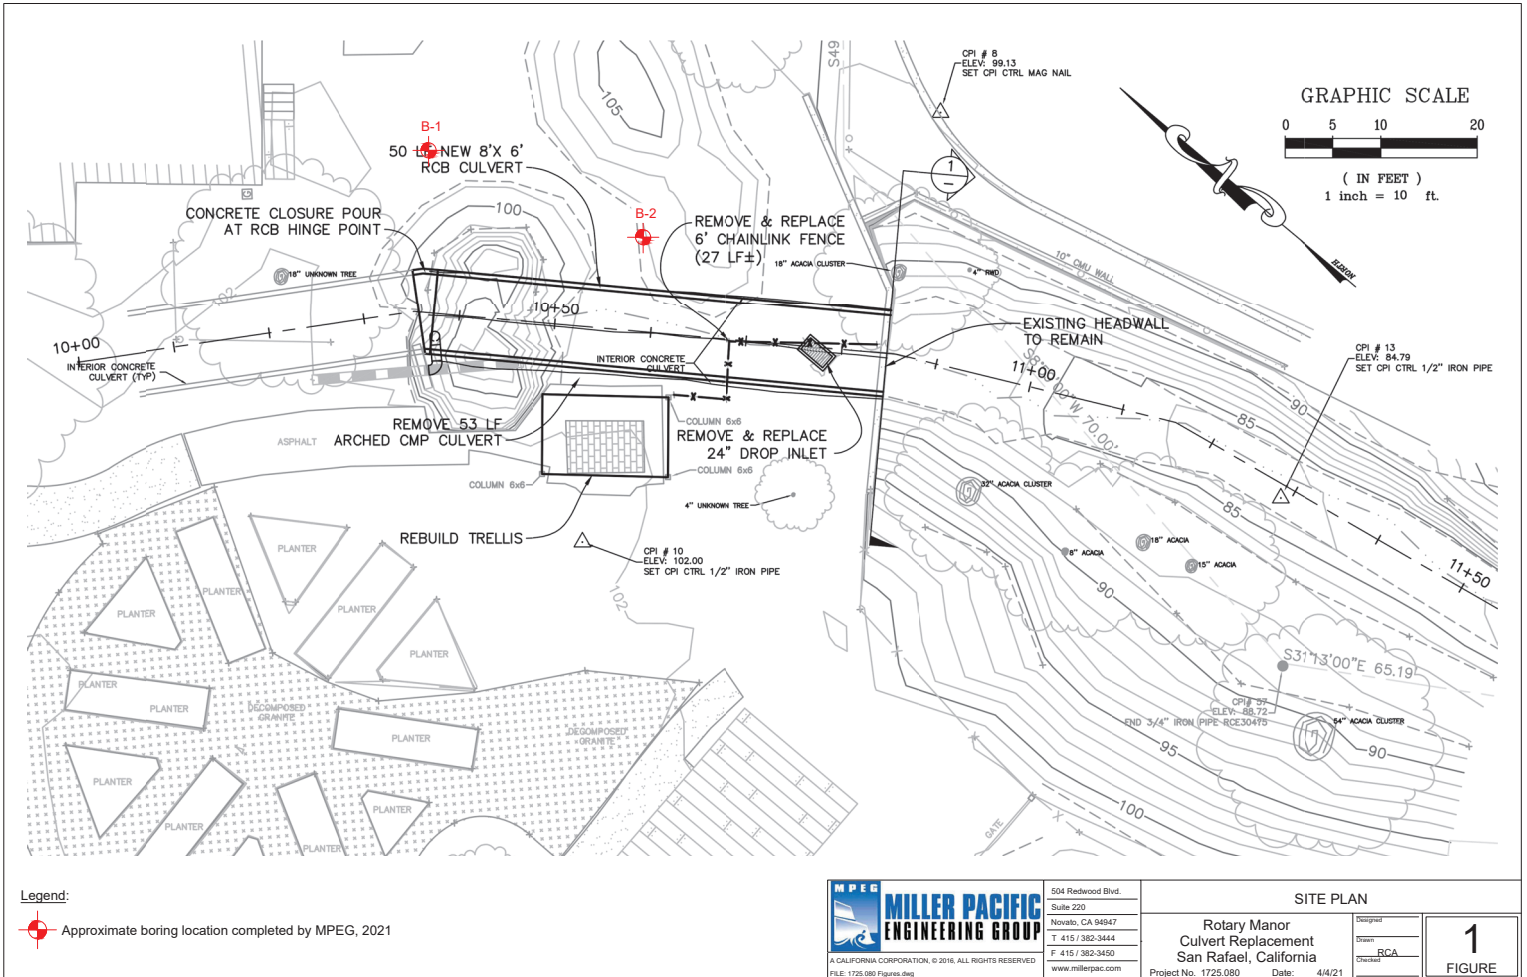 S49
CPI # 8
ELEV: 99.13
SET CPI CTRL MAG NAIL
GRAPHIC SCALE
0 5 10 20
( IN FEET )
1 inch = 10 ft.
NORTH
105
B-1
50 LF NEW 8'X 6'
RCB CULVERT
100
CONCRETE CLOSURE POUR
AT RCB HINGE POINT
B-2
REMOVE & REPLACE
6' CHAINLINK FENCE
(27 LF±)
1
18" ACACIA CLUSTER
4" RWD
10" CMU WALL
18" UNKNOWN TREE
10+50
10+00
INTERIOR CONCRETE
CULVERT (TYP)
INTERIOR CONCRETE
CULVERT
EXISTING HEADWALL
TO REMAIN
11+00
CPI # 13
ELEV: 84.79
SET CPI CTRL 1/2" IRON PIPE
90
85
REMOVE 53 LF
ARCHED CMP CULVERT
ASPHALT
COLUMN 6x6
REMOVE & REPLACE
24" DROP INLET
COLUMN 6x6
COLUMN 6x6
4" UNKNOWN TREE
32" ACACIA CLUSTER
85
REBUILD TRELLIS
CPI # 10
ELEV: 102.00
SET CPI CTRL 1/2" IRON PIPE
102
8" ACACIA
18" ACACIA
15" ACACIA
11+50
90
PLANTER
PLANTER
PLANTER
PLANTER
PLANTER
PLANTER
PLANTER
DECOMPOSED
GRANITE
PLANTER
DECOMPOSED
GRANITE
PLANTER
PLANTER
PLANTER
PLANTER
S31°13'00"E 65.19'
CPI# 57
ELEV: 88.72
END 3/4" IRON PIPE RCE30475
54" ACACIA CLUSTER
90
95
100
GATE
Legend:
Approximate boring location completed by MPEG, 2021
MPEG
MILLER PACIFIC
ENGINEERING GROUP
A CALIFORNIA CORPORATION, © 2016, ALL RIGHTS RESERVED
FILE: 1725.080 Figures.dwg
504 Redwood Blvd.
Suite 220
Novato, CA 94947
T 415 / 382-3444
F 415 / 382-3450
www.millerpac.com
SITE PLAN
Rotary Manor
Culvert Replacement
San Rafael, California
Project No. 1725.080 Date: 4/4/21
Designed
Drawn
RCA
Checked
1
FIGURE